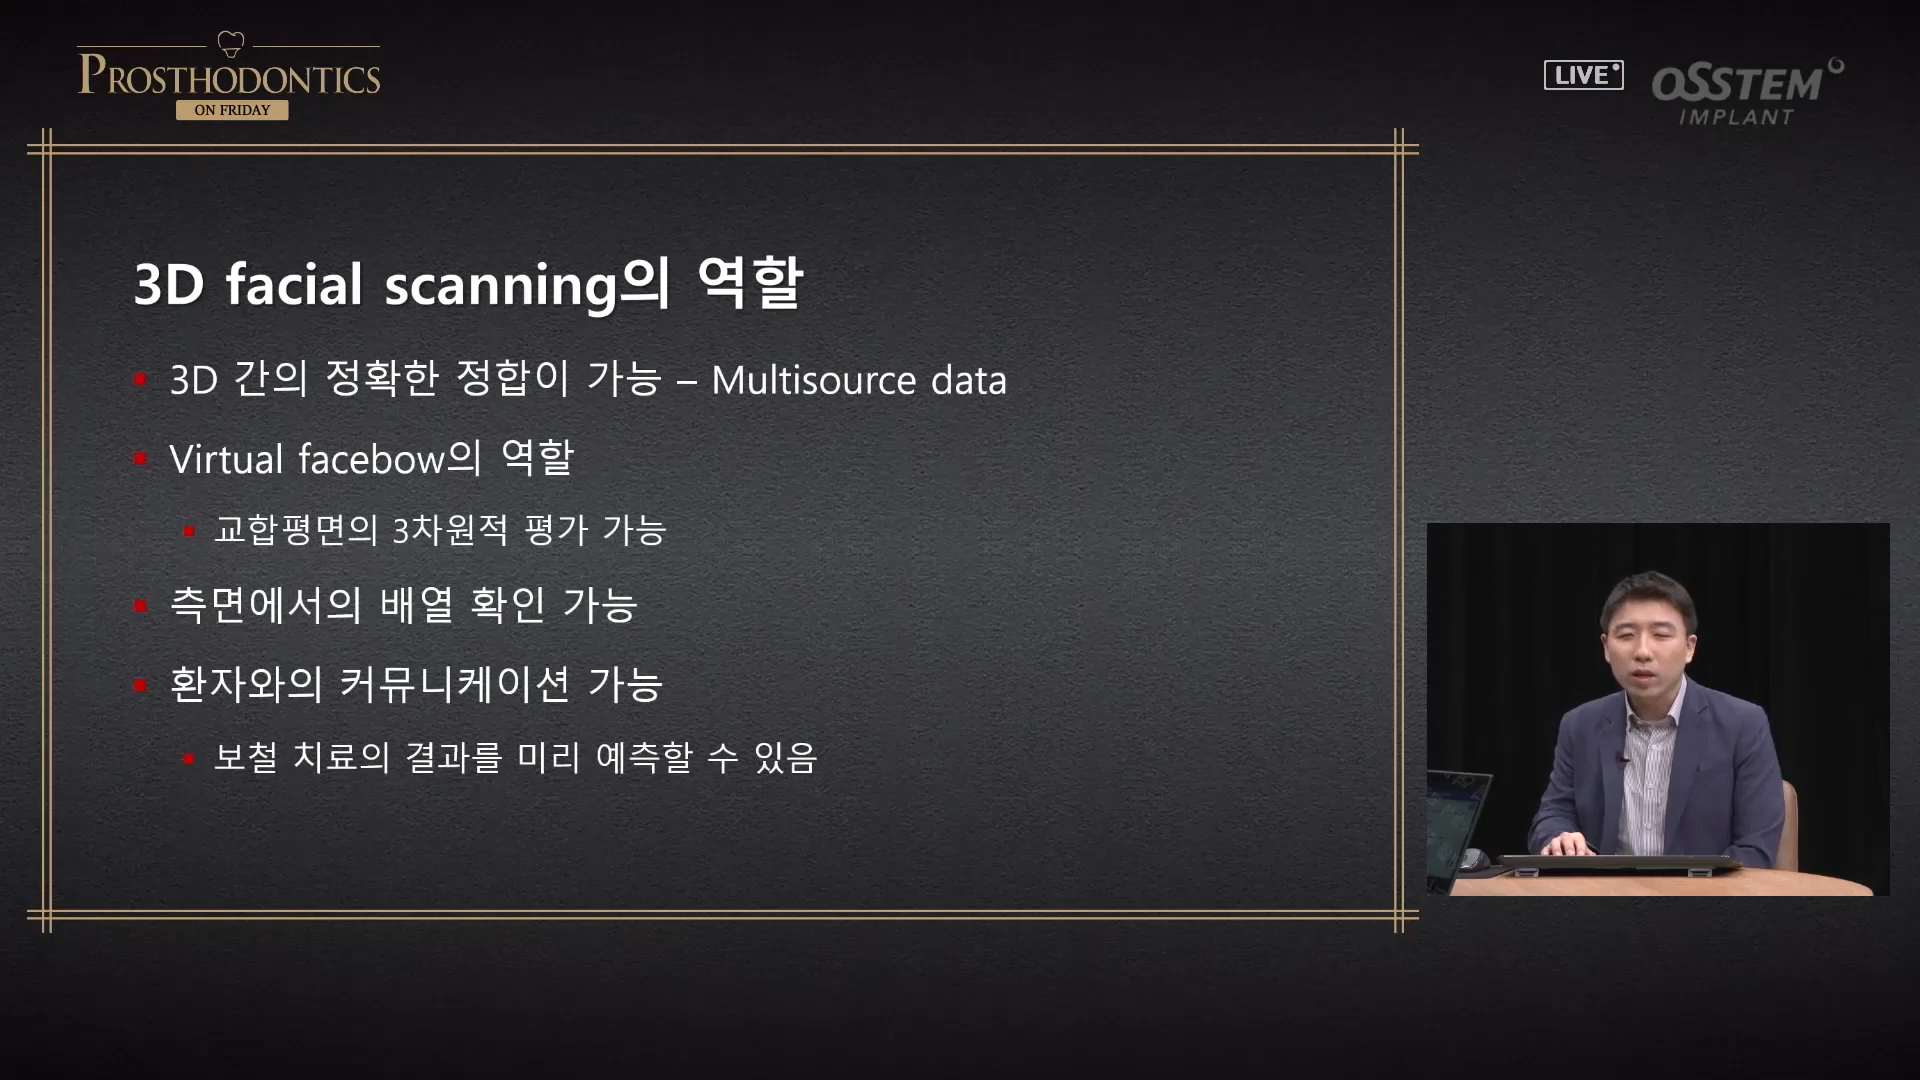 PROSTHODONTICS
ON FRIDAY
LIVE
OSSTEM
IMPLANT
3D facial scanning의 역할
3D 간의 정확한 정합이 가능 – Multisource data
Virtual facebow의 역할
교합평면의 3차원적 평가 가능
측면에서의 배열 확인 가능
환자와의 커뮤니케이션 가능
보철 치료의 결과를 미리 예측할 수 있음